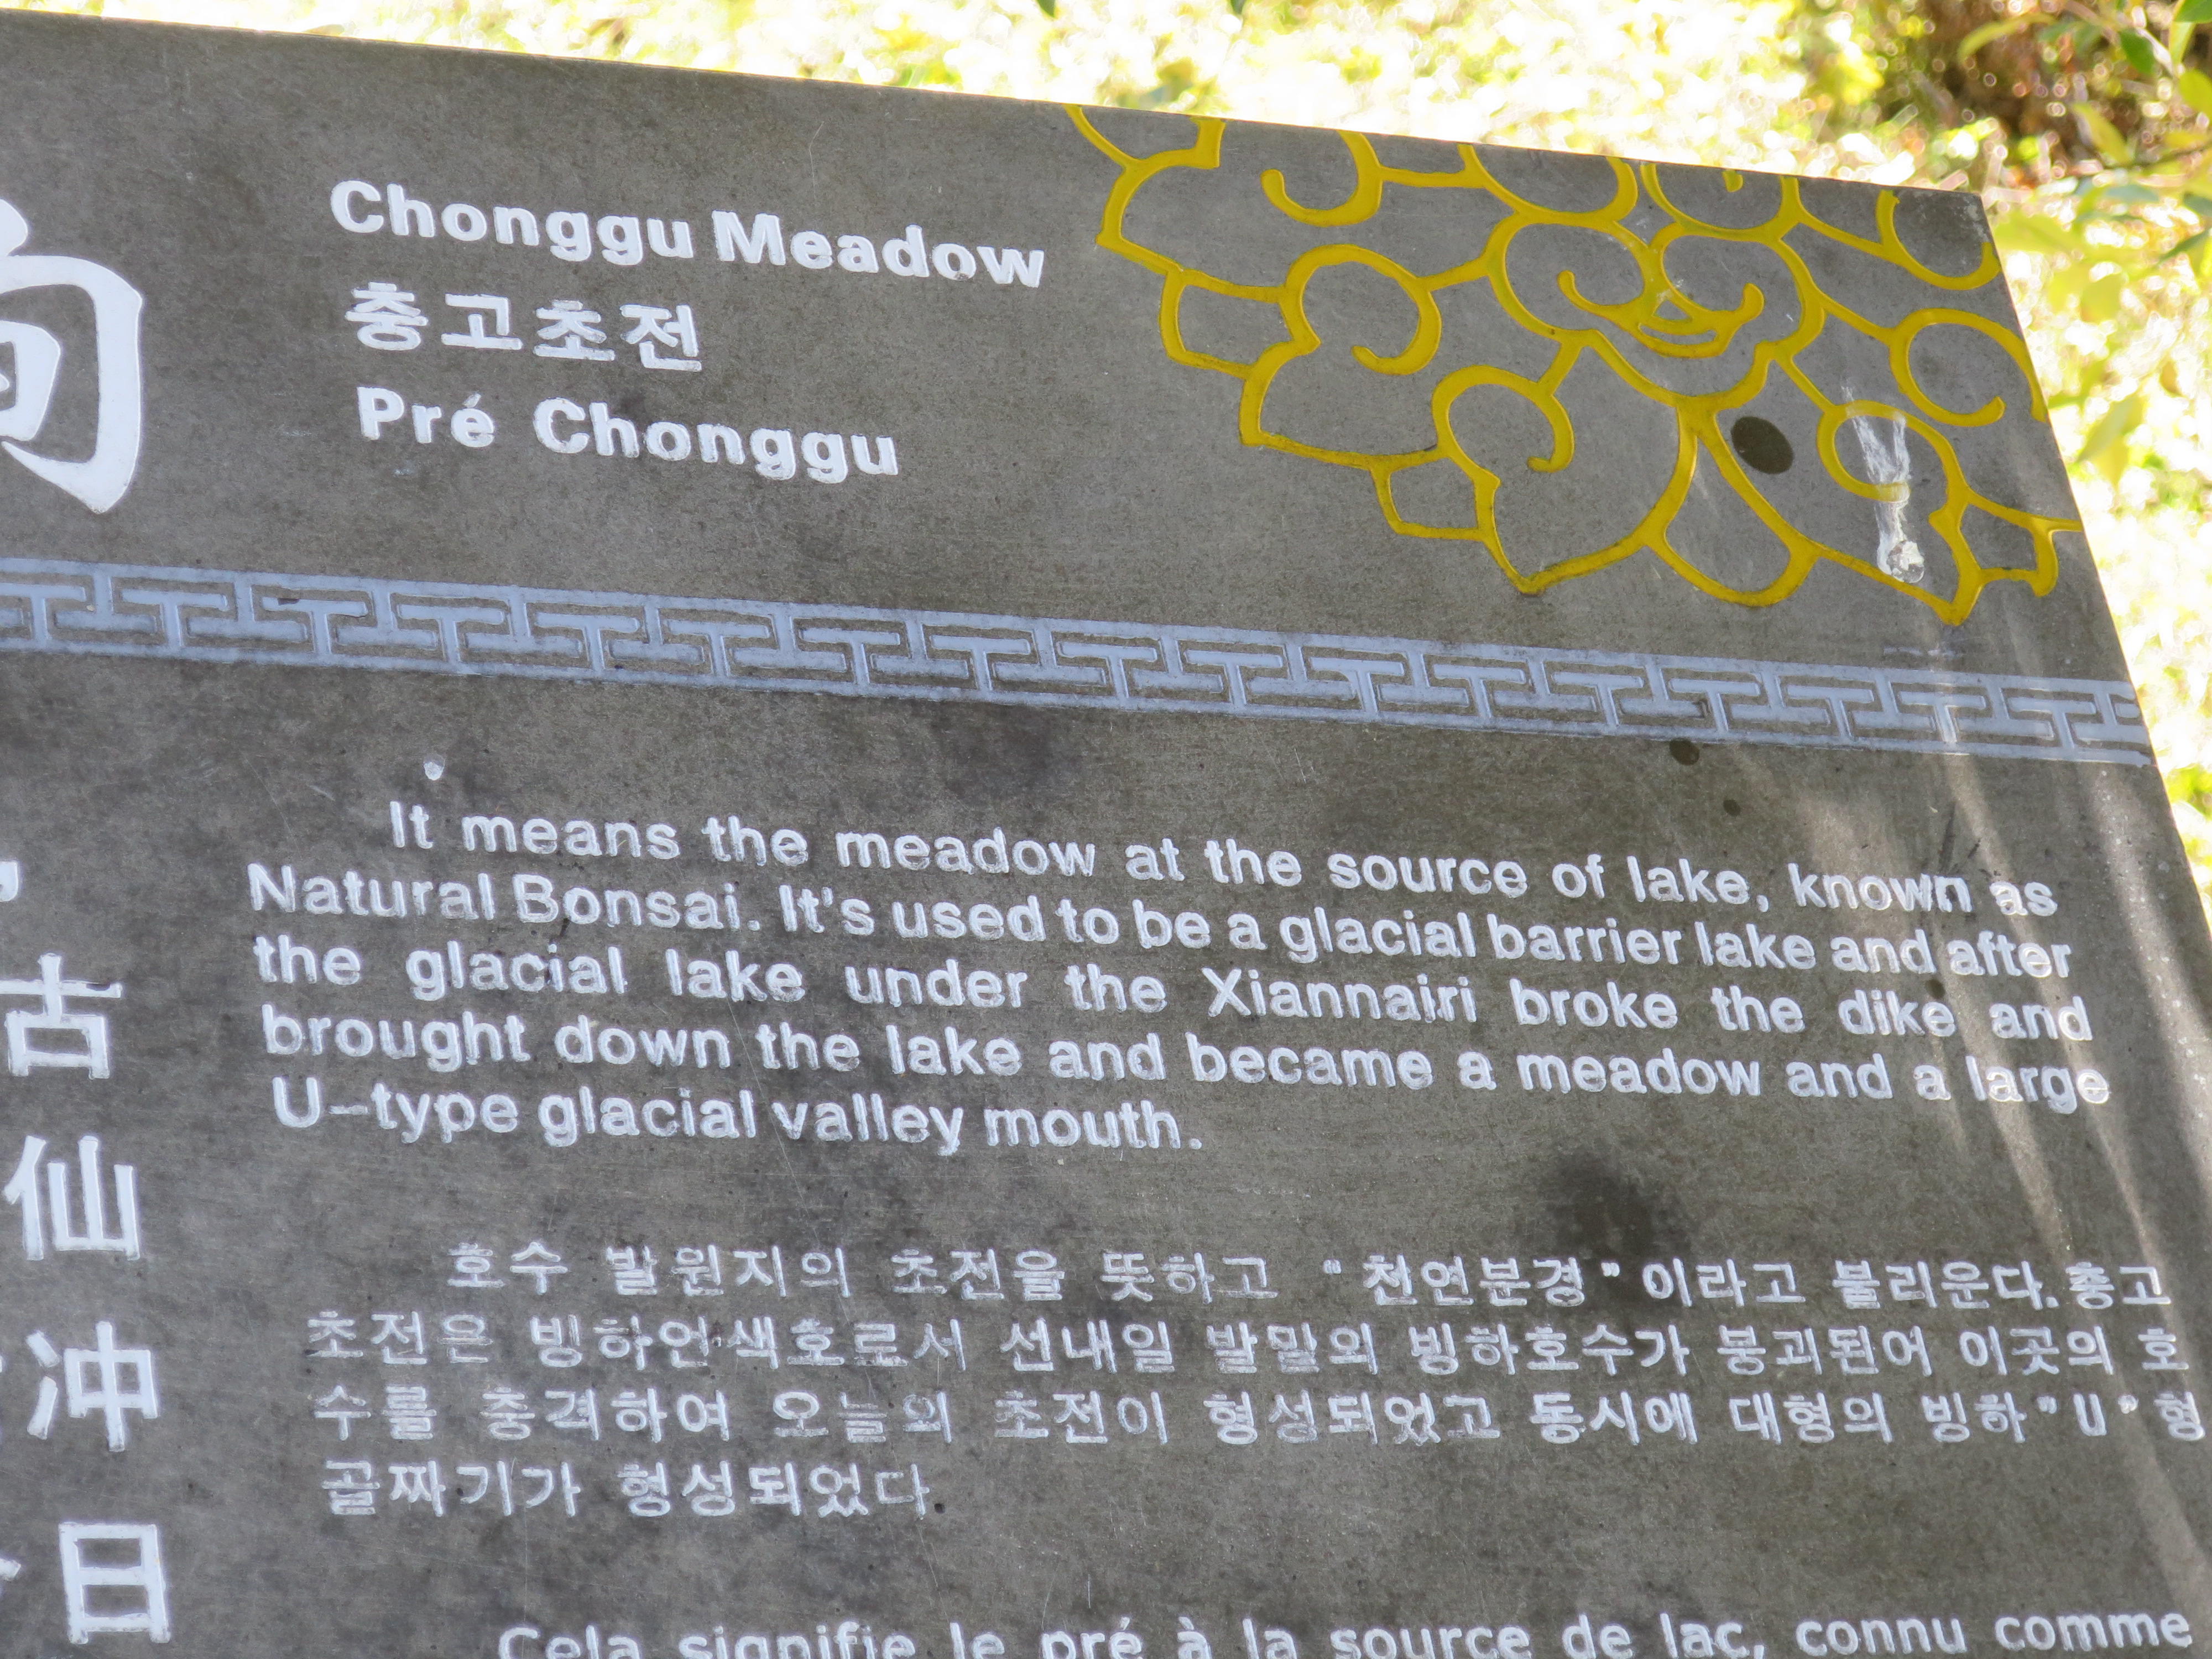 Chonggu Meadow
충고초전
Pré Chonggu
It means the meadow at the source of lake, known as
Natural Bonsai. It's used to be a glacial barrier lake and after
the glacial lake under the Xiannairi broke the dike and
brought down the lake and became a meadow and a large
U-type glacial valley mouth.
호수 발원지의 초전을 뜻하고 "천연분경"이라고 불리운다. 충고
초전은 빙하언색호로서 선내일 발밑의 빙하호수가 붕괴된어 이곳의 호
수를 충격하여 오늘의 초전이 형성되었고 동시에 대형의 빙하"U"형
골짜기가 형성되었다
Cela signifie le pré à la source de lac, connu comme
古
仙
冲
日